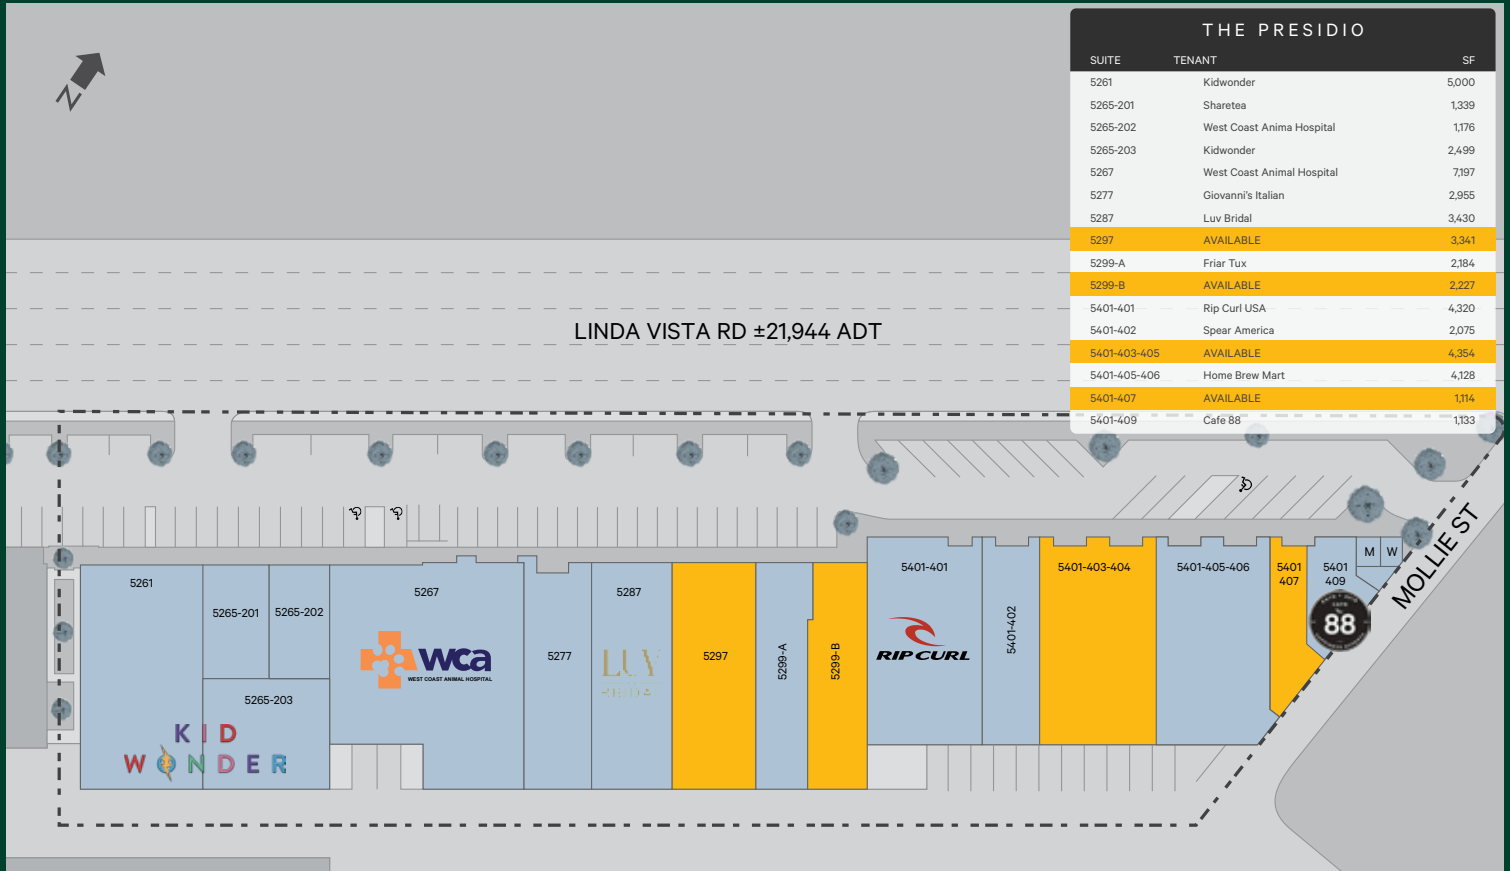 THE PRESIDIO
SUITE TENANT SF
5261 Kidwonder 5,000
5265-201 Sharetea 1,339
5265-202 West Coast Anima Hospital 1,176
5265-203 Kidwonder 2,499
5267 West Coast Animal Hospital 7,197
5277 Giovanni's Italian 2,955
5287 Luv Bridal 3,430
5297 AVAILABLE 3,341
5299-A Friar Tux 2,184
5299-B AVAILABLE 2,227
5401-401 Rip Curl USA 4,320
5401-402 Spear America 2,075
5401-403-405 AVAILABLE 4,354
5401-405-406 Home Brew Mart 4,128
5401-407 AVAILABLE 1,114
5401-409 Cafe 88 1,133
N
LINDA VISTA RD ±21,944 ADT
MOLLIE ST
5261
5265-201
5265-202
5265-203
KID
WONDER
5267
wca
WEST COAST ANIMAL HOSPITAL
5277
5287
LUV
BRIDAL
5297
5299-A
5299-B
5401-401
RIP CURL
5401-402
5401-403-404
5401-405-406
5401
407
5401
409
M W
88